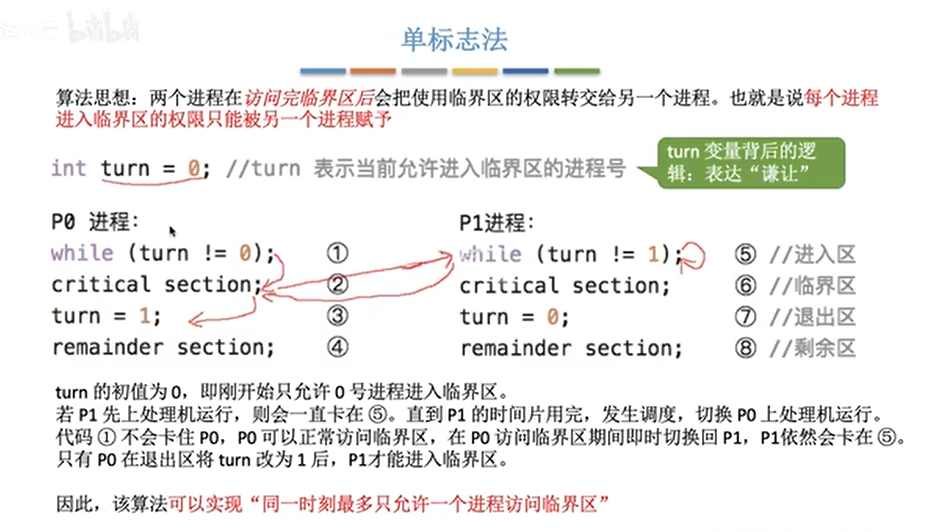 单标志法
算法思想：两个进程在访问完临界区后会把使用临界区的权限转交给另一个进程。也就是说每个进程
进入临界区的权限只能被另一个进程赋予
int turn = 0; //turn 表示当前允许进入临界区的进程号
turn 变量背后的逻
辑：表达“谦让”
P0 进程：
while (turn != 0); ①
critical section; ②
turn = 1; ③
remainder section; ④
P1进程：
while (turn != 1); ⑤ //进入区
critical section; ⑥ //临界区
turn = 0; ⑦ //退出区
remainder section; ⑧ //剩余区
turn 的初值为 0，即刚开始只允许 0 号进程进入临界区。
若 P1 先上处理机运行，则会一直卡在 ⑤。直到 P1 的时间片用完，发生调度，切换 P0 上处理机运行。
代码 ① 不会卡住 P0，P0 可以正常访问临界区，在 P0 访问临界区期间即时切换回 P1，P1依然会卡在 ⑤。
只有 P0 在退出区将 turn 改为 1 后，P1才能进入临界区。
因此，该算法可以实现“同一时刻最多只允许一个进程访问临界区”